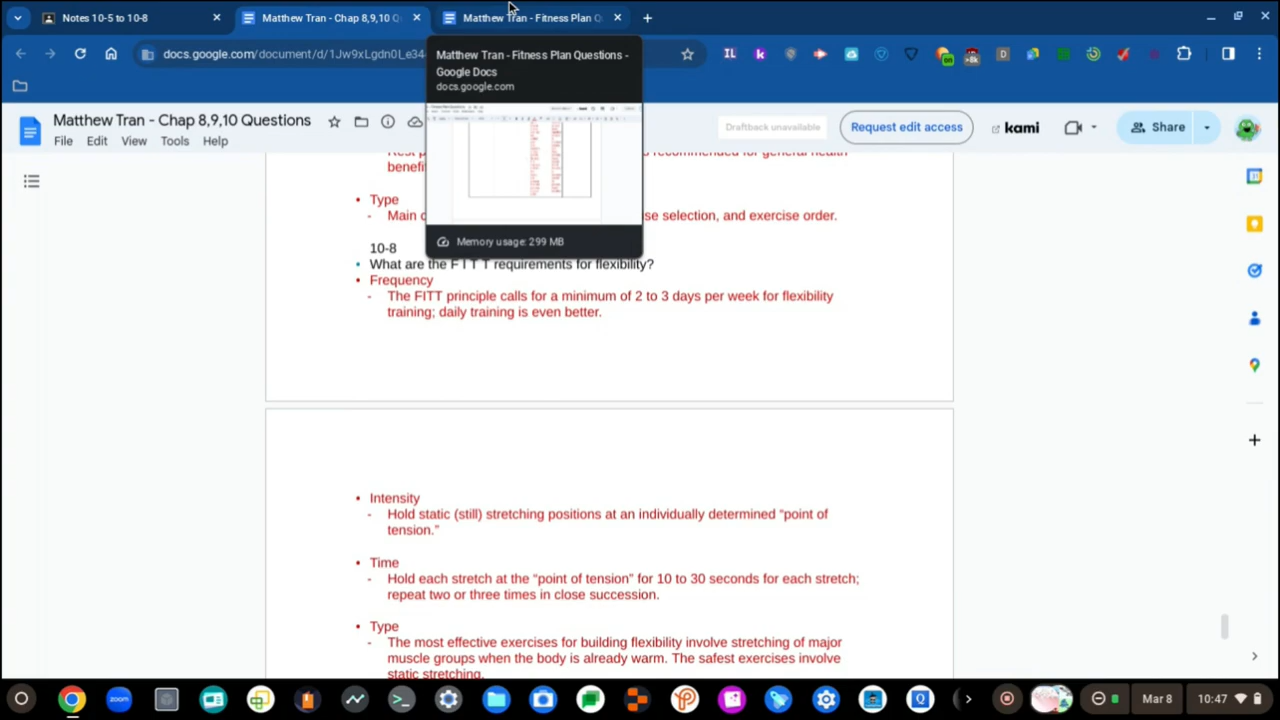 Notes 10-5 to 10-8
Matthew Tran - Chap 8,9,10 Q
Matthew Tran - Fitness Plan Q
docs.google.com/document/d/1Jw9xLgdn0I_e34
Matthew Tran - Fitness Plan Questions -
Google Docs
docs.google.com
Memory usage: 299 MB
Matthew Tran - Chap 8,9,10 Questions
File Edit View Tools Help
Draftback unavailable
Request edit access
kami
Share
recommended for general health
benefi
Type
Main se selection, and exercise order.
10-8
What are the F I T T requirements for flexibility?
Frequency
- The FITT principle calls for a minimum of 2 to 3 days per week for flexibility
training; daily training is even better.
Intensity
- Hold static (still) stretching positions at an individually determined “point of
tension.”
Time
- Hold each stretch at the “point of tension” for 10 to 30 seconds for each stretch;
repeat two or three times in close succession.
Type
- The most effective exercises for building flexibility involve stretching of major
muscle groups when the body is already warm. The safest exercises involve
static stretching.
zoom
Mar 8
10:47